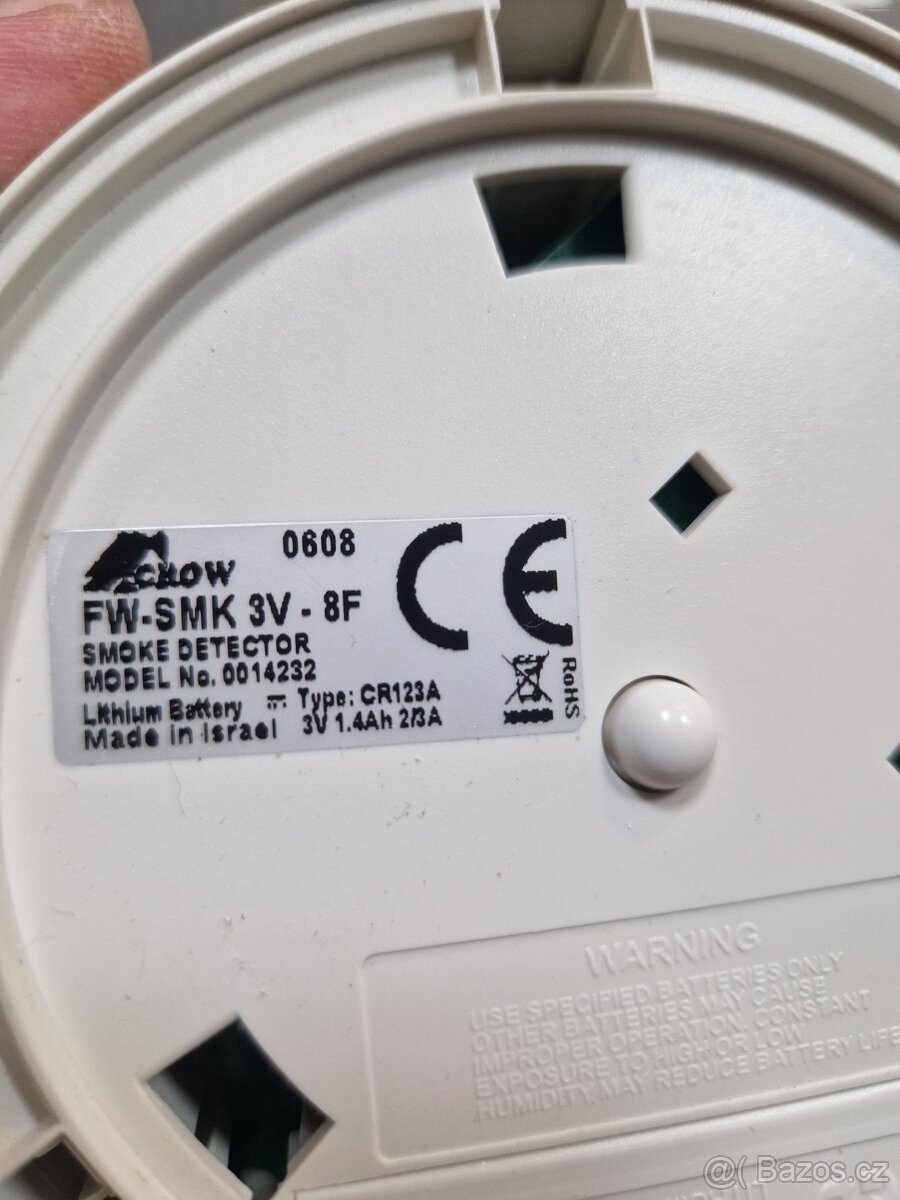 0608
CROW
FW-SMK 3V - 8F
SMOKE DETECTOR
MODEL No. 0014232
Lithium Battery Type: CR123A
Made in Israel 3V 1.4Ah 2/3A
CE
RoHS
WARNING
USE SPECIFIED BATTERIES ONLY
OTHER BATTERIES MAY CAUSE
IMPROPER OPERATION, CONSTANT
EXPOSURE TO HIGH OR LOW
HUMIDITY MAY REDUCE BATTERY LIFE
@( Bazos.cz